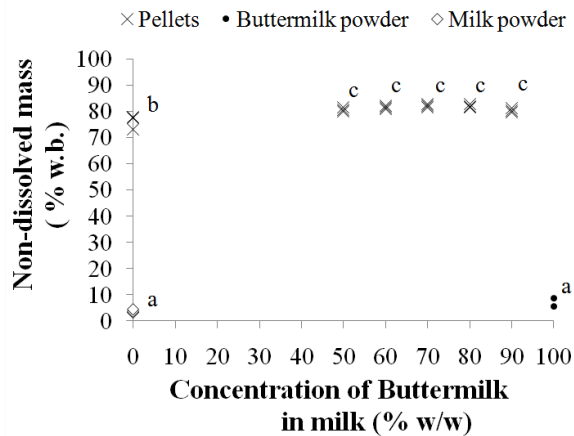 × Pellets • Buttermilk powder ◇ Milk powder
Non-dissolved mass
( % w.b.)
100
90
80
70
60
50
40
30
20
10
0
b
a
c c c c c
a
0 10 20 30 40 50 60 70 80 90 100
Concentration of Buttermilk
in milk (% w/w)